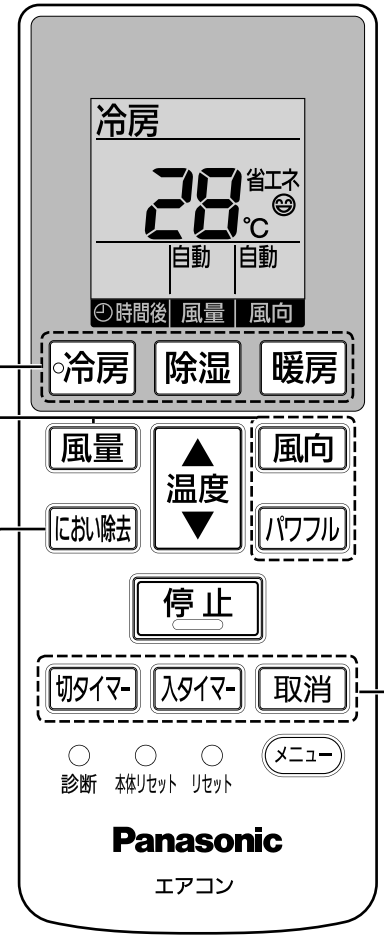 冷房
28℃ 省エネ
自動 自動
時間後 風量 風向
冷房 除湿 暖房
風量 ▲ 温度 ▼ 風向
におい除去 パワフル
停止
切タイマー 入タイマー 取消
診断 本体リセット リセット メニュー
Panasonic
エアコン